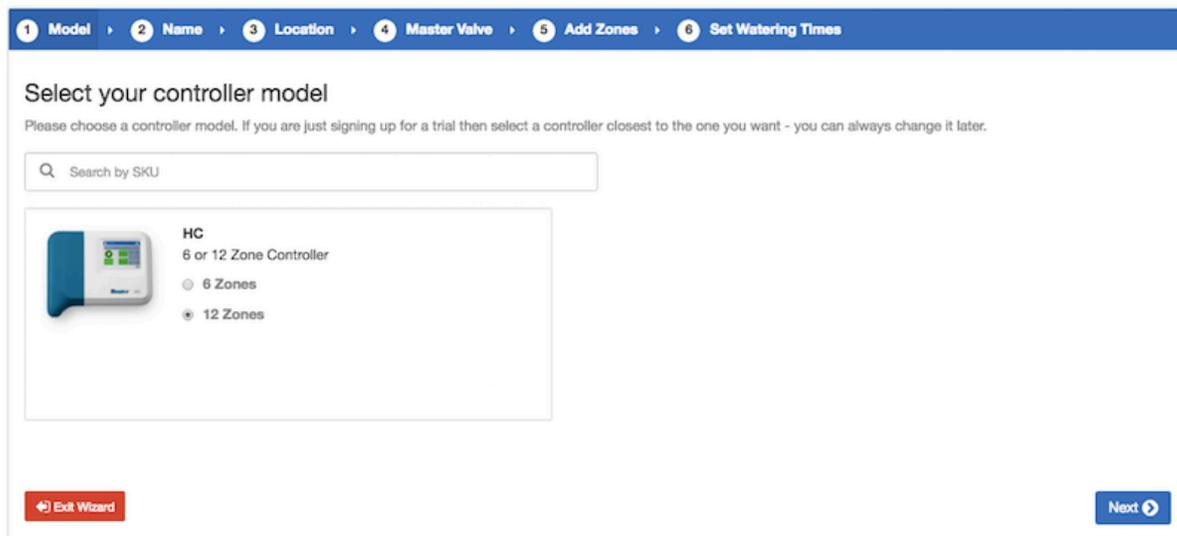 1 Model 2 Name 3 Location 4 Master Valve 5 Add Zones 6 Set Watering Times
Select your controller model
Please choose a controller model. If you are just signing up for a trial then select a controller closest to the one you want - you can always change it later.
Search by SKU
HC
6 or 12 Zone Controller
6 Zones
12 Zones
Exit Wizard
Next